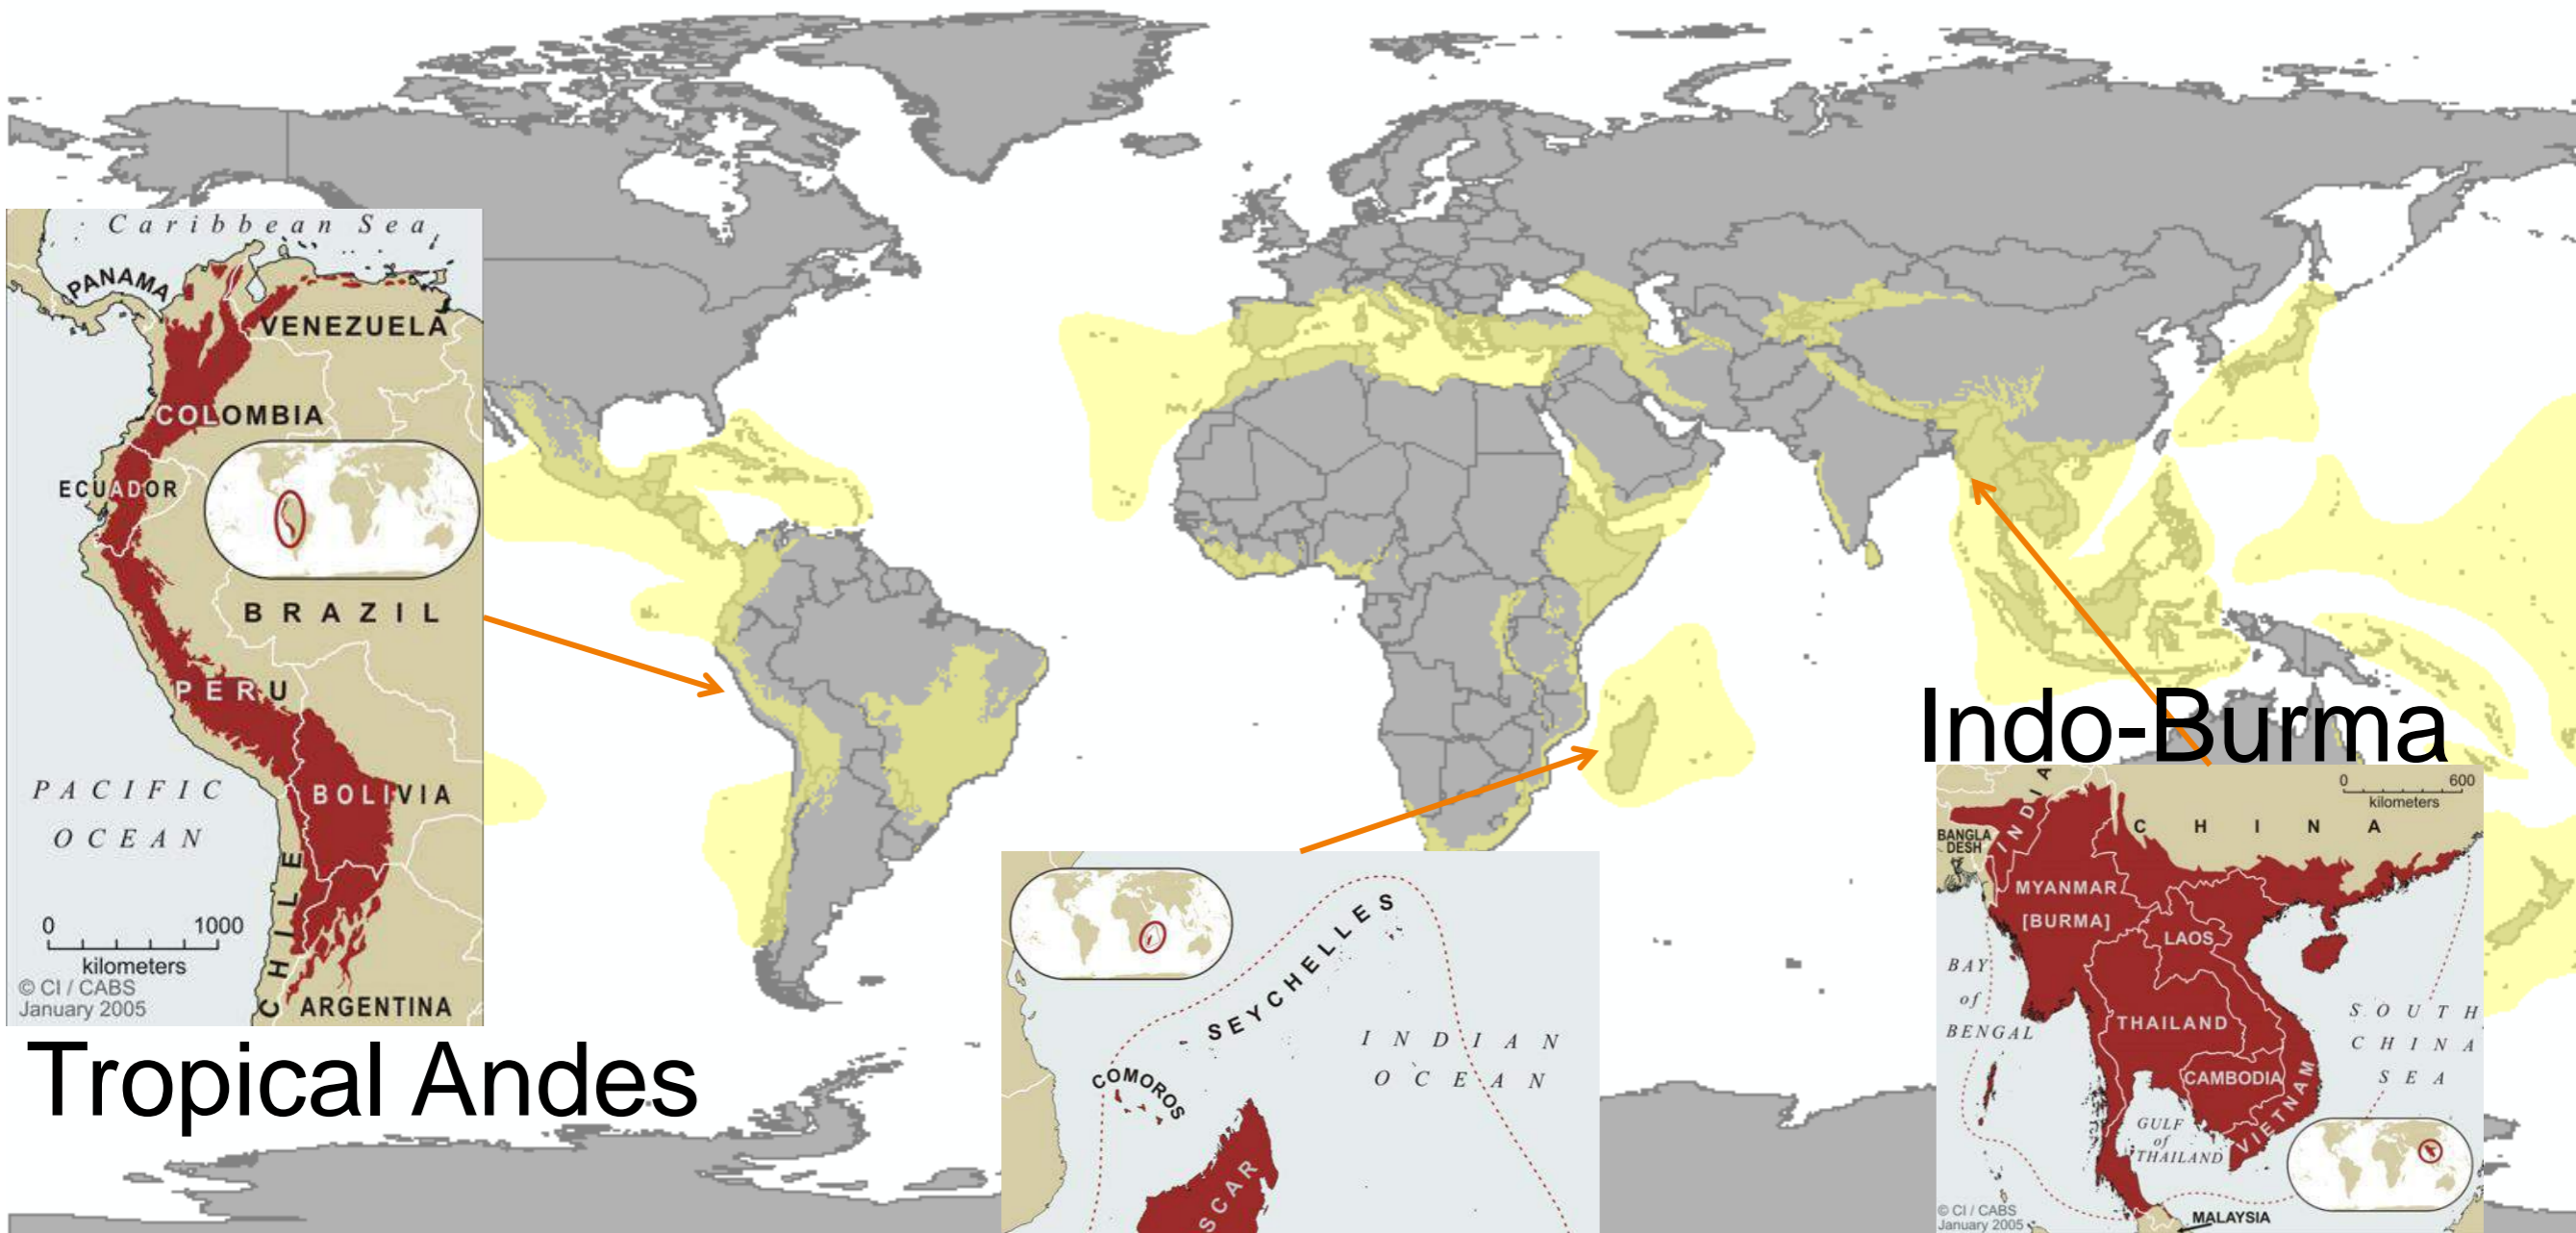 Caribbean Sea
PANAMA
VENEZUELA
COLOMBIA
ECUADOR
BRAZIL
PERU
PACIFIC
OCEAN
BOLIVIA
CHILE
0 1000
kilometers
© CI / CABS
January 2005
ARGENTINA
Tropical Andes
SEYCHELLES
COMOROS
INDIAN
OCEAN
SCAR
Indo-Burma
0 600
kilometers
INDIA
CHINA
BANGLA
DESH
MYANMAR
[BURMA]
LAOS
BAY
of
BENGAL
THAILAND
SOUTH
CHINA
SEA
CAMBODIA
VIETNAM
GULF
of
THAILAND
© CI / CABS
January 2005
MALAYSIA